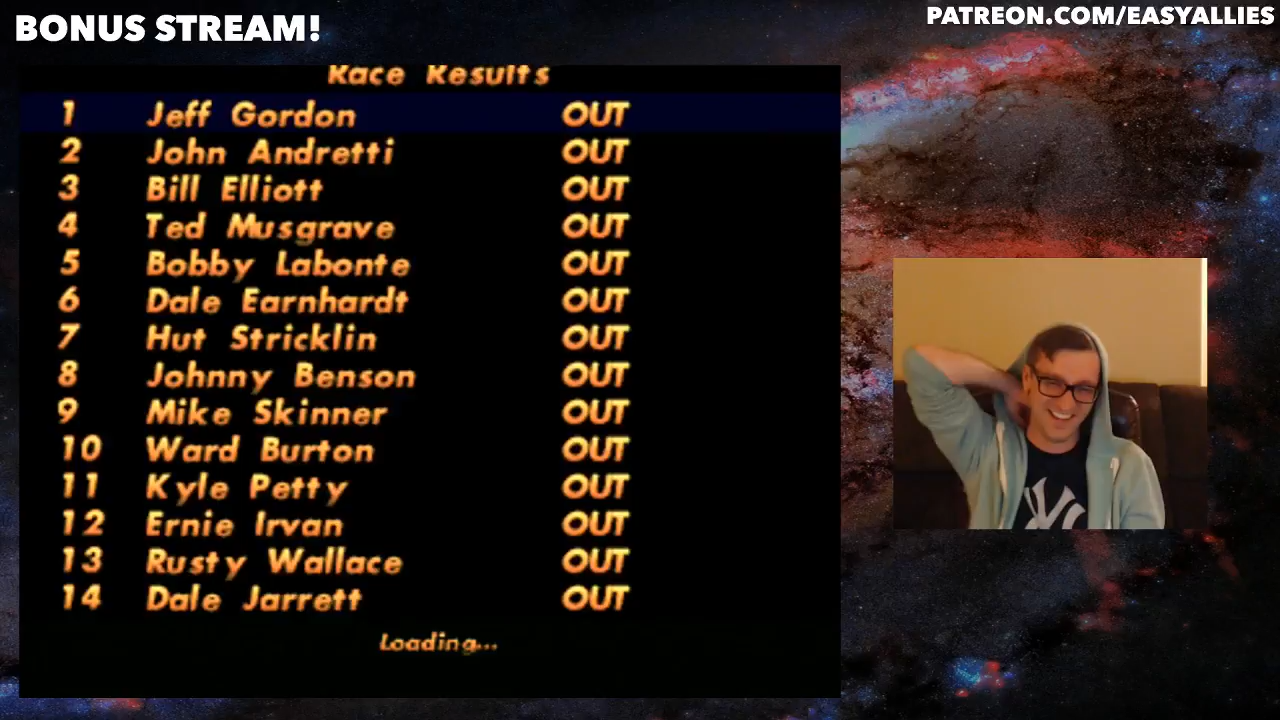 BONUS STREAM!
PATREON.COM/EASYALLIES
Race Results
1 Jeff Gordon OUT
2 John Andretti OUT
3 Bill Elliott OUT
4 Ted Musgrave OUT
5 Bobby Labonte OUT
6 Dale Earnhardt OUT
7 Hut Stricklin OUT
8 Johnny Benson OUT
9 Mike Skinner OUT
10 Ward Burton OUT
11 Kyle Petty OUT
12 Ernie Irvan OUT
13 Rusty Wallace OUT
14 Dale Jarrett OUT
Loading...
NY